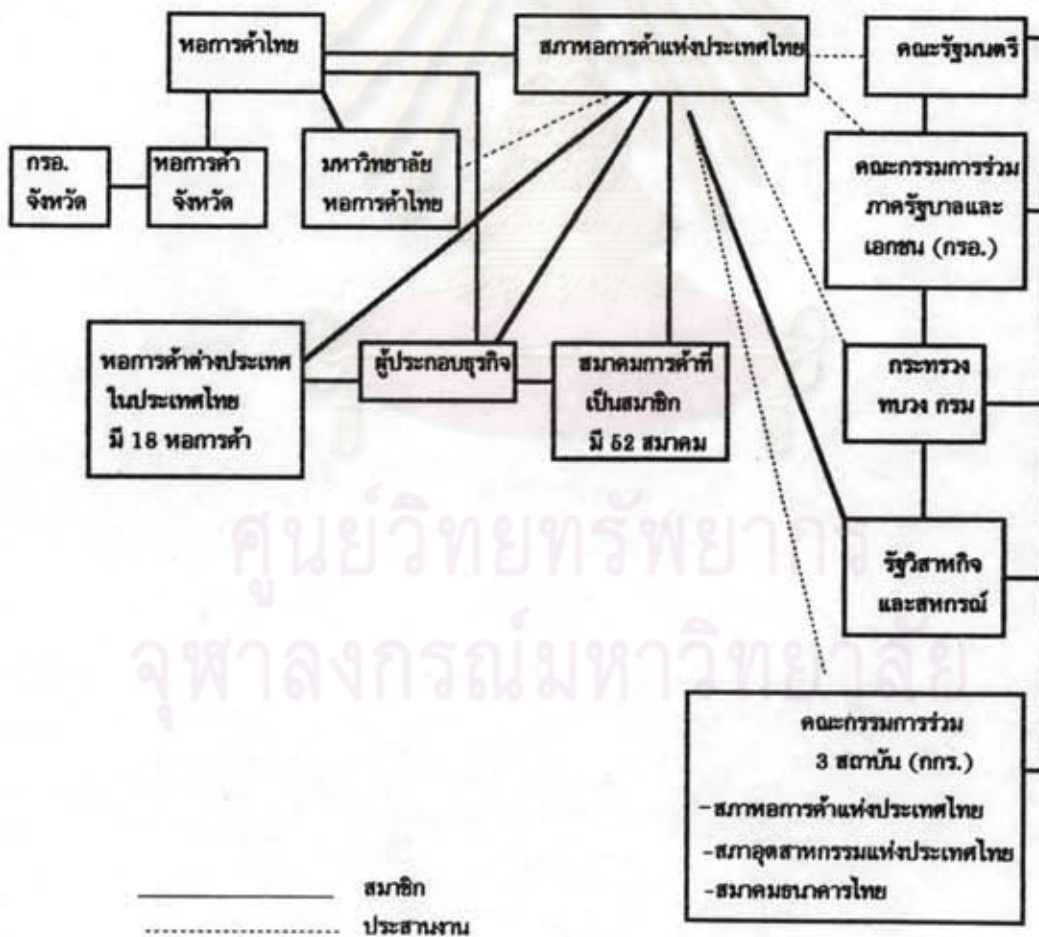 หอการค้าไทย
สภาหอการค้าแห่งประเทศไทย
คณะรัฐมนตรี
กรอ.
จังหวัด
หอการค้า
จังหวัด
มหาวิทยาลัย
หอการค้าไทย
คณะกรรมการร่วม
ภาครัฐบาลและ
เอกชน (กรอ.)
หอการค้าต่างประเทศ
ในประเทศไทย
มี 18 หอการค้า
ผู้ประกอบธุรกิจ
สมาคมการค้าที่
เป็นสมาชิก
มี 52 สมาคม
กระทรวง
ทบวง กรม
รัฐวิสาหกิจ
และสหกรณ์
ศูนย์วิทยทรัพยากร
จุฬาลงกรณ์มหาวิทยาลัย
คณะกรรมการร่วม
3 สถาบัน (กกร.)
-สภาหอการค้าแห่งประเทศไทย
-สภาอุตสาหกรรมแห่งประเทศไทย
-สมาคมธนาคารไทย
สมาชิก
ประสานงาน